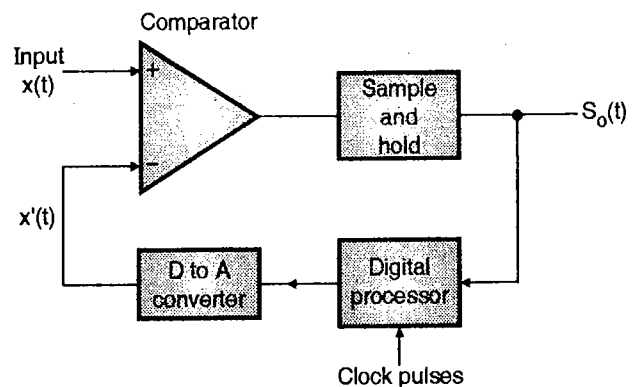 Comparator
Input
x(t)
+
−
Sample
and
hold
S₀(t)
x'(t)
D to A
converter
Digital
processor
Clock pulses